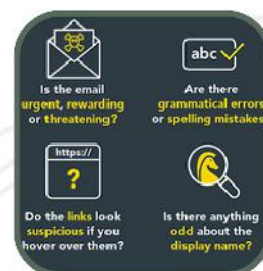 abc
Is the email
urgent, rewarding
or threatening?
Are there
grammatical errors
or spelling mistakes
https://
?
Do the links look
suspicious if you
hover over them?
Is there anything
odd about the
display name?